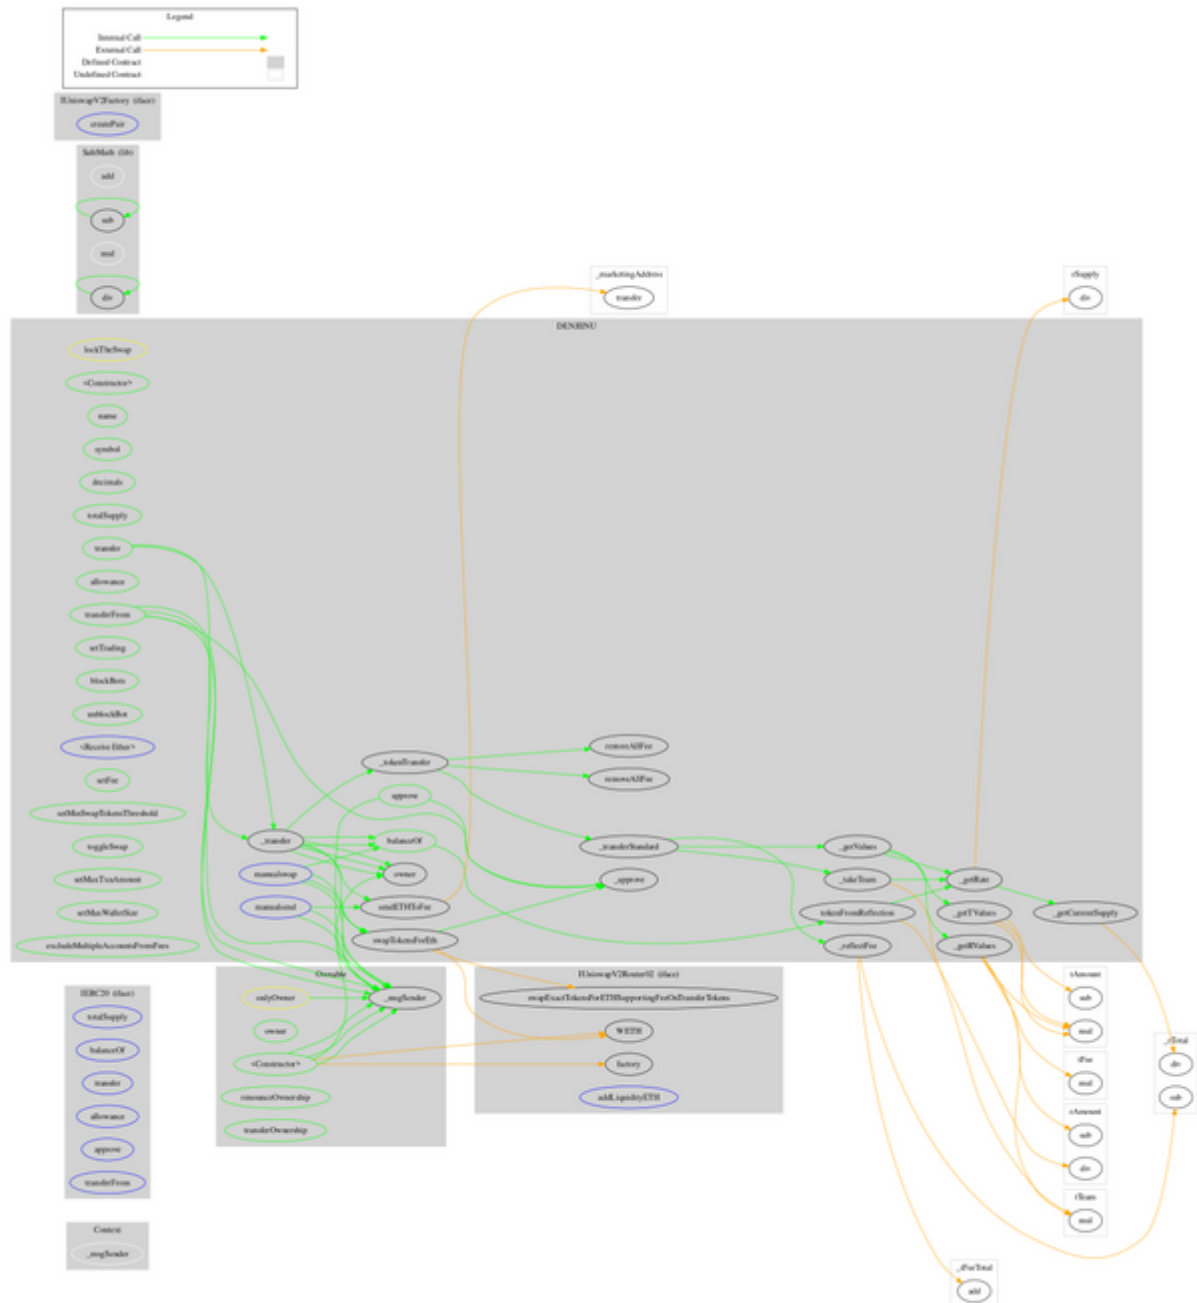 Legend
Internal Call
External Call
Defined Contract
Undefined Contract
IUniswapV2Factory (iface)
createPair
SafeMath (lib)
add
sub
mul
div
_marketingAddress
transfer
rSupply
div
DENJIINU
lockTheSwap
<Constructor>
name
symbol
decimals
totalSupply
transfer
allowance
transferFrom
setTrading
blockBots
unblockBot
<Receive Ether>
setFee
setMinSwapTokensThreshold
toggleSwap
setMaxTxnAmount
setMaxWalletSize
excludeMultipleAccountsFromFees
_transfer
manualswap
manualsend
_tokenTransfer
approve
balanceOf
owner
sendETHToFee
swapTokensForEth
restoreAllFee
removeAllFee
_transferStandard
_approve
_getValues
_takeTeam
tokenFromReflection
_reflectFee
_getRate
_getTValues
_getRValues
_getCurrentSupply
IERC20 (iface)
totalSupply
balanceOf
transfer
allowance
approve
transferFrom
Ownable
onlyOwner
owner
<Constructor>
renounceOwnership
transferOwnership
_msgSender
IUniswapV2Router02 (iface)
swapExactTokensForETHSupportingFeeOnTransferTokens
WETH
factory
addLiquidityETH
tAmount
sub
mul
tFee
mul
rAmount
sub
div
tTeam
mul
_rTotal
div
sub
Context
_msgSender
_tFeeTotal
add